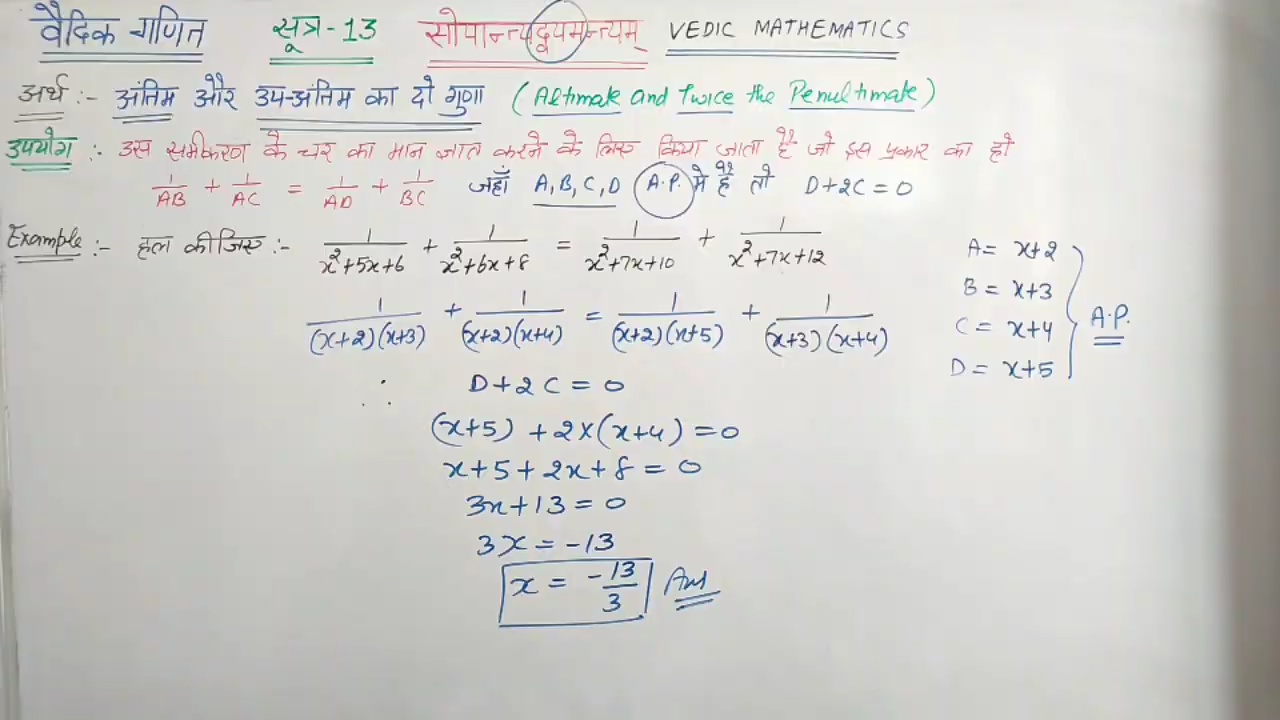 वैदिक गणित सूत्र-13 सोपान्त्यद्वयमन्त्यम् VEDIC MATHEMATICS
अर्थ :- अंतिम और उप-अंतिम का दो गुणा (Altimate and Twice the Penultimate)
उपयोग :- उस समीकरण के चर का मान ज्ञात करने के लिए किया जाता है जो इस प्रकार का हो
1/AB + 1/AC = 1/AD + 1/BC जहाँ A, B, C, D A.P. में है तो D+2C = 0
Example :- हल कीजिए :- 1/x²+5x+6 + 1/x²+6x+8 = 1/x²+7x+10 + 1/x²+7x+12
1/(x+2)(x+3) + 1/(x+2)(x+4) = 1/(x+2)(x+5) + 1/(x+3)(x+4)
A = x+2
B = x+3
C = x+4
D = x+5
A.P.
∴ D+2C = 0
(x+5) + 2×(x+4) = 0
x+5+2x+8 = 0
3x+13 = 0
3x = -13
x = -13/3 Ans